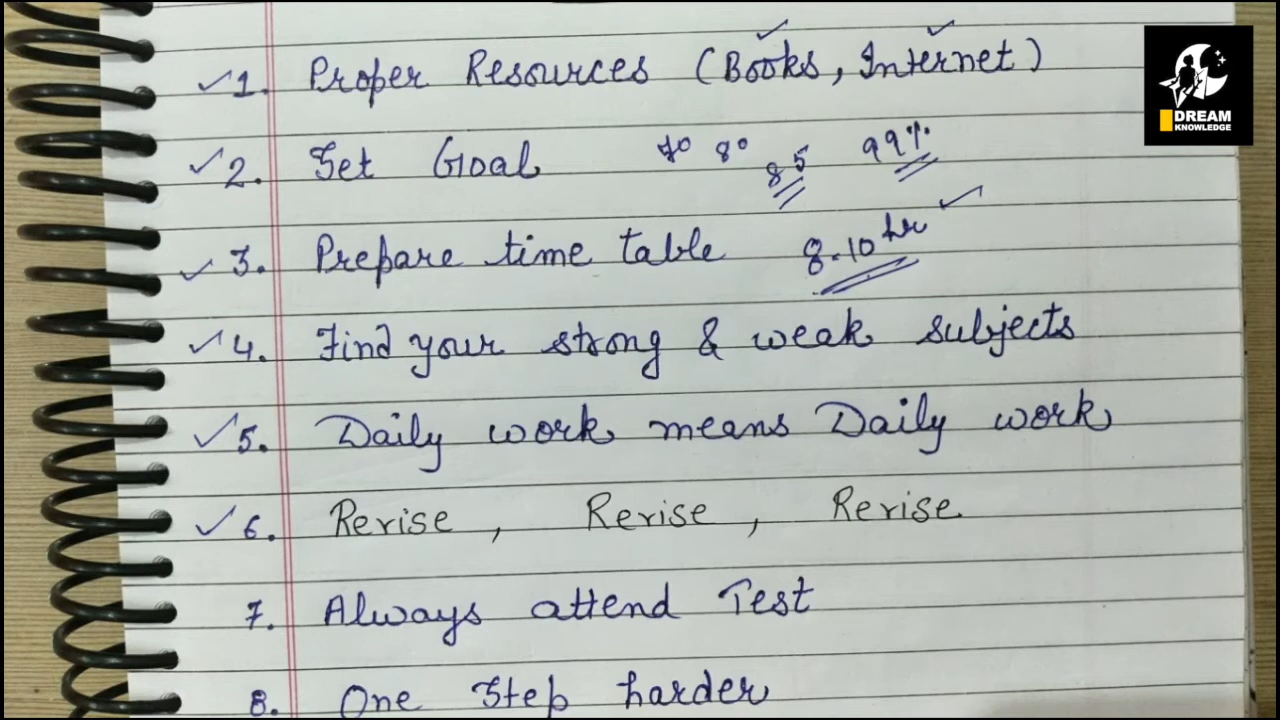 ✓1. Proper Resources (Books, Internet)
✓2. Set Goal 70 80 85 99%.
✓3. Prepare time table 8-10 hr ✓
✓4. Find your strong & weak subjects
✓5. Daily work means Daily work
✓6. Revise, Revise, Revise
7. Always attend Test
8. One Step harder
DREAM
KNOWLEDGE